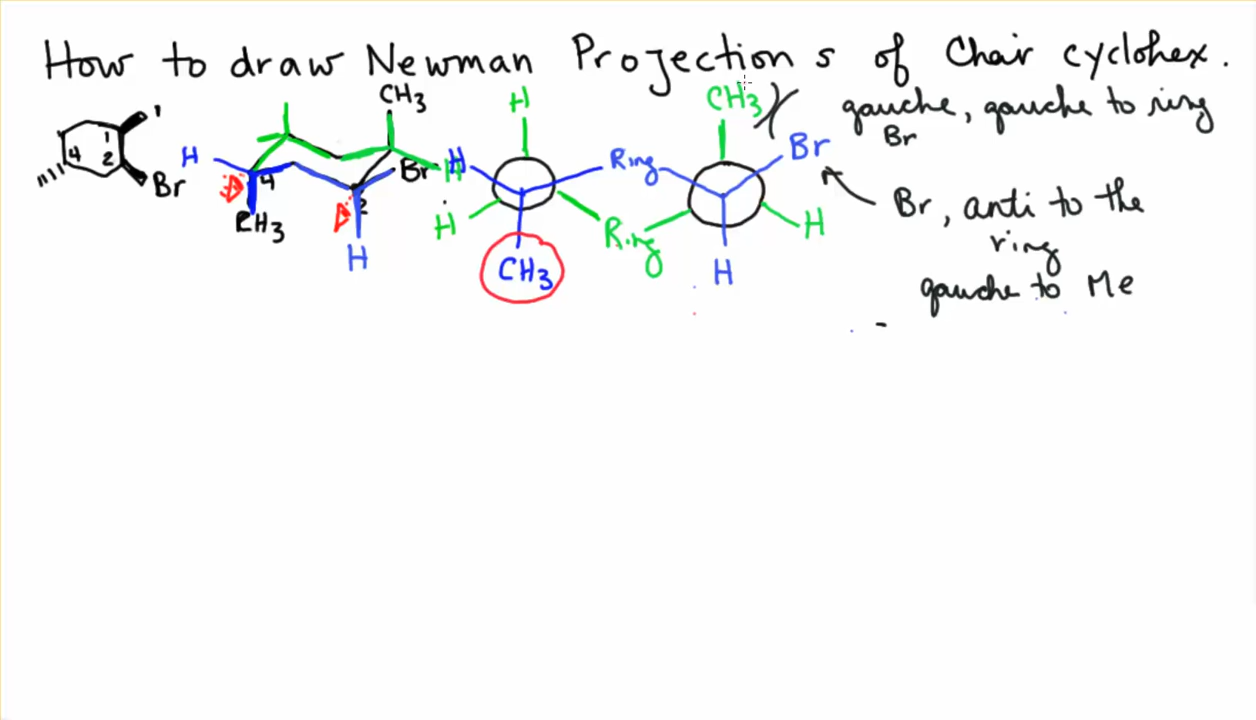 How to draw Newman Projections of Chair cyclohex.
CH3 H CH3 gauche, gauche to ring
Br
1 4 2 Br
H 4 CH3 2 H Br H
H H CH3 Ring Ring
Br H H
Br, anti to the
ring
gauche to Me